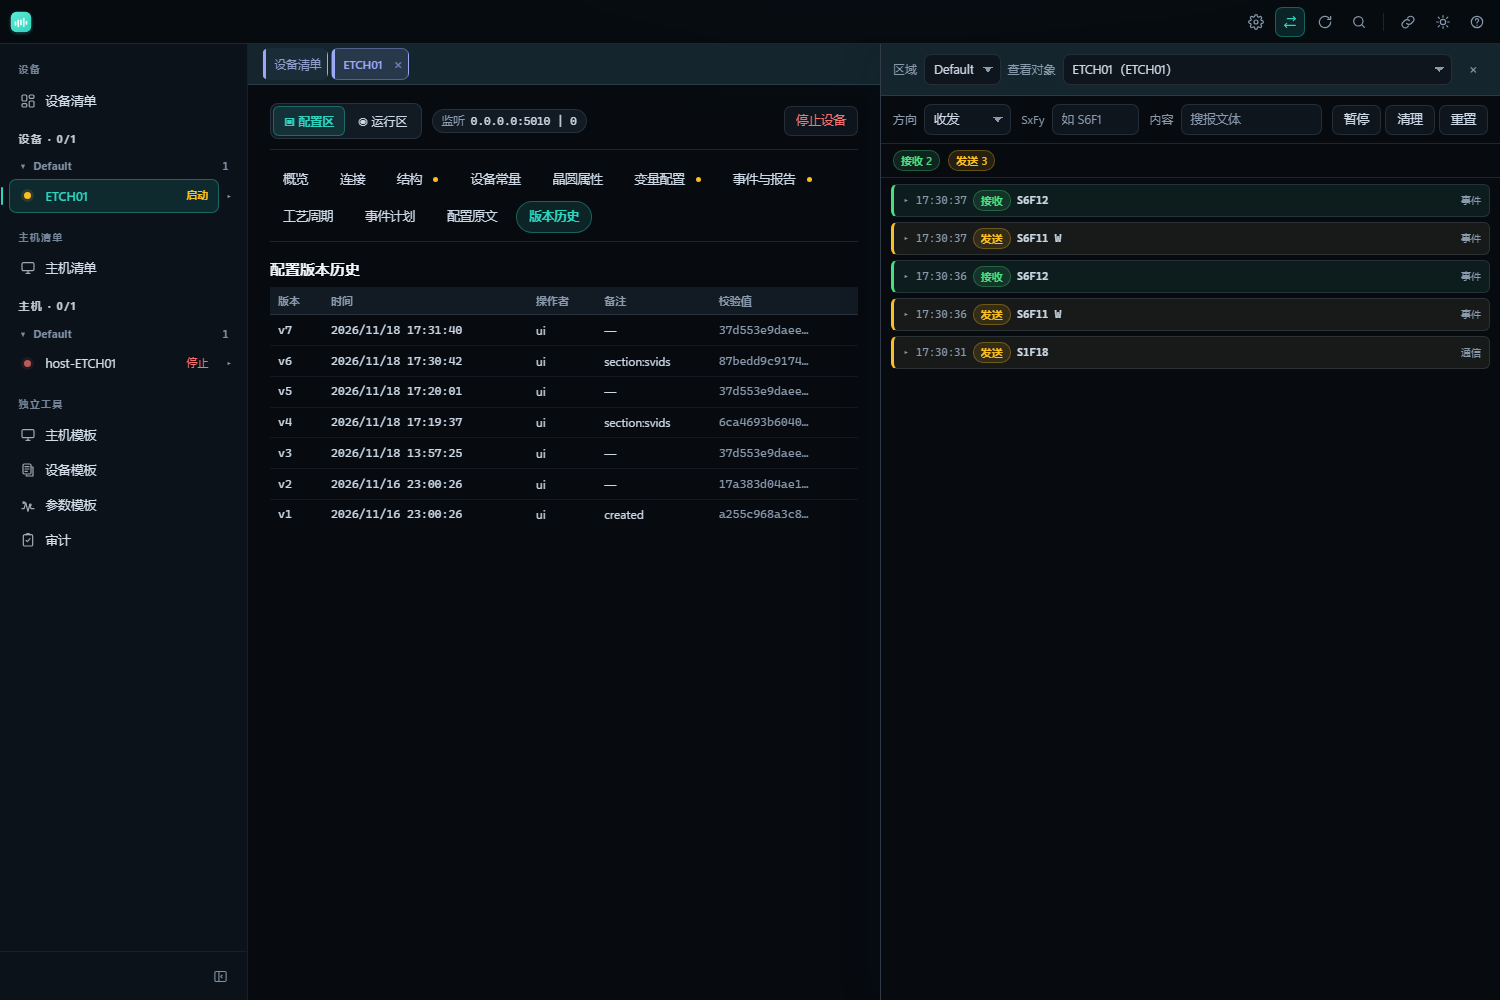 设备
设备清单
设备 · 0/1
Default 1
ETCH01 启动
主机清单
主机清单
主机 · 0/1
Default 1
host-ETCH01 停止
独立工具
主机模板
设备模板
参数模板
审计
设备清单 ETCH01 ×
配置区 运行区 监听 0.0.0.0:5010 | 0 停止设备
概览 连接 结构 设备常量 晶圆属性 变量配置 事件与报告
工艺周期 事件计划 配置原文 版本历史
配置版本历史
版本 时间 操作者 备注 校验值
v7 2026/11/18 17:31:40 ui — 37d553e9daee…
v6 2026/11/18 17:30:42 ui section:svids 87bedd9c9174…
v5 2026/11/18 17:20:01 ui — 37d553e9daee…
v4 2026/11/18 17:19:37 ui section:svids 6ca4693b6040…
v3 2026/11/18 13:57:25 ui — 37d553e9daee…
v2 2026/11/16 23:00:26 ui — 17a383d04ae1…
v1 2026/11/16 23:00:26 ui created a255c968a3c8…
区域 Default 查看对象 ETCH01 (ETCH01) ×
方向 收发 SxFy 如 S6F1 内容 搜报文体 暂停 清理 重置
接收 2 发送 3
17:30:37 接收 S6F12 事件
17:30:37 发送 S6F11 W 事件
17:30:36 接收 S6F12 事件
17:30:36 发送 S6F11 W 事件
17:30:31 发送 S1F18 通信